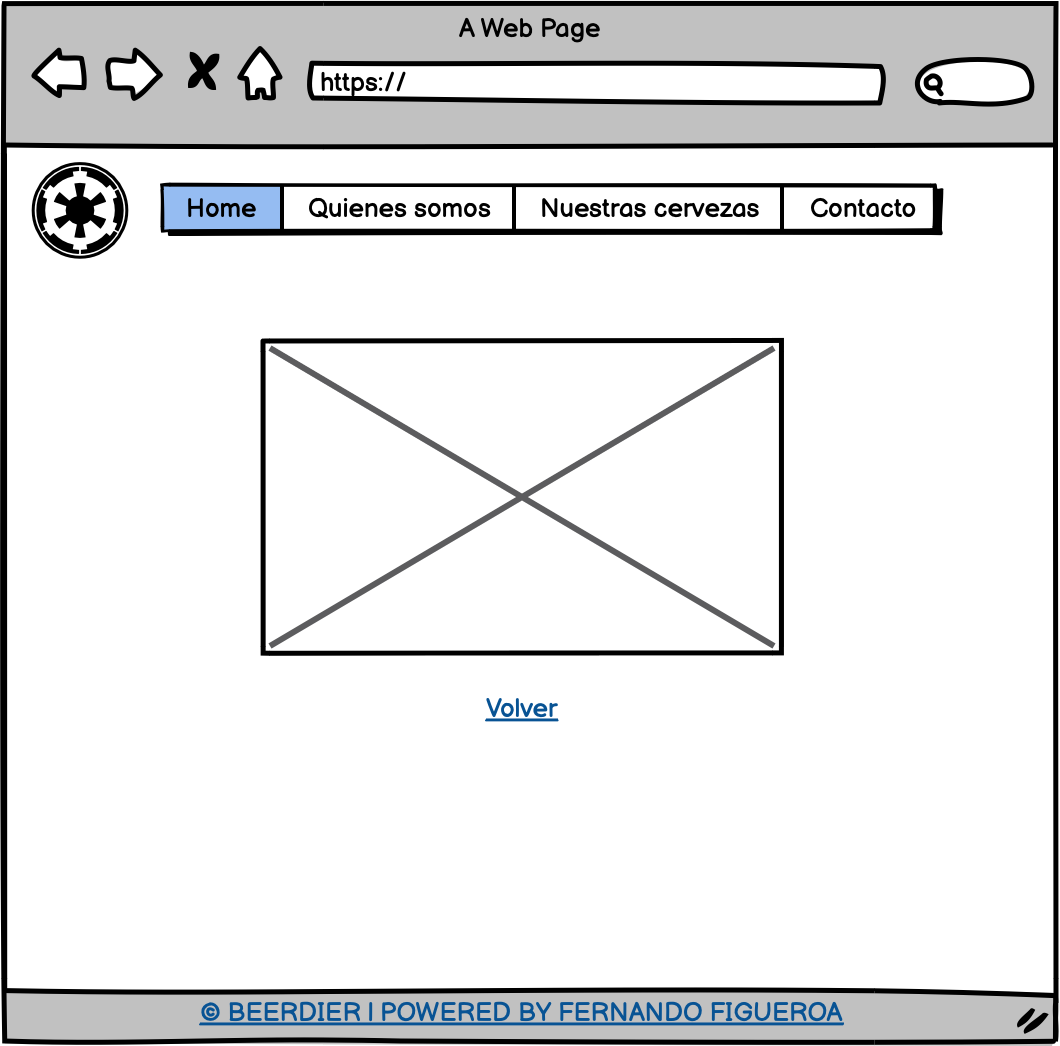 A Web Page
https://
Home Quienes somos Nuestras cervezas Contacto
Volver
© BEERDIER | POWERED BY FERNANDO FIGUEROA